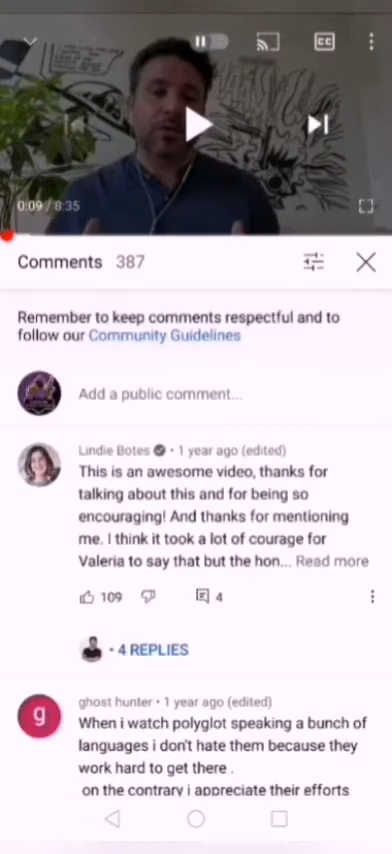 CC
0:09 / 8:35
Comments 387
Remember to keep comments respectful and to
follow our Community Guidelines
Add a public comment...
Lindie Botes • 1 year ago (edited)
This is an awesome video, thanks for
talking about this and for being so
encouraging! And thanks for mentioning
me. I think it took a lot of courage for
Valeria to say that but the hon... Read more
109
4
• 4 REPLIES
g
ghost hunter • 1 year ago (edited)
When i watch polyglot speaking a bunch of
languages i don't hate them because they
work hard to get there .
on the contrary i appreciate their efforts